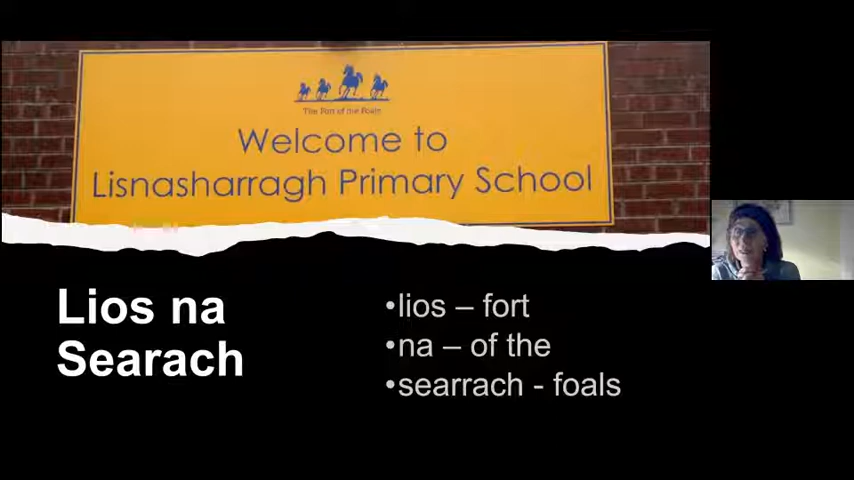 The Fort of the Foals
Welcome to
Lisnasharragh Primary School
Lios na
Searach
•lios – fort
•na – of the
•searrach - foals